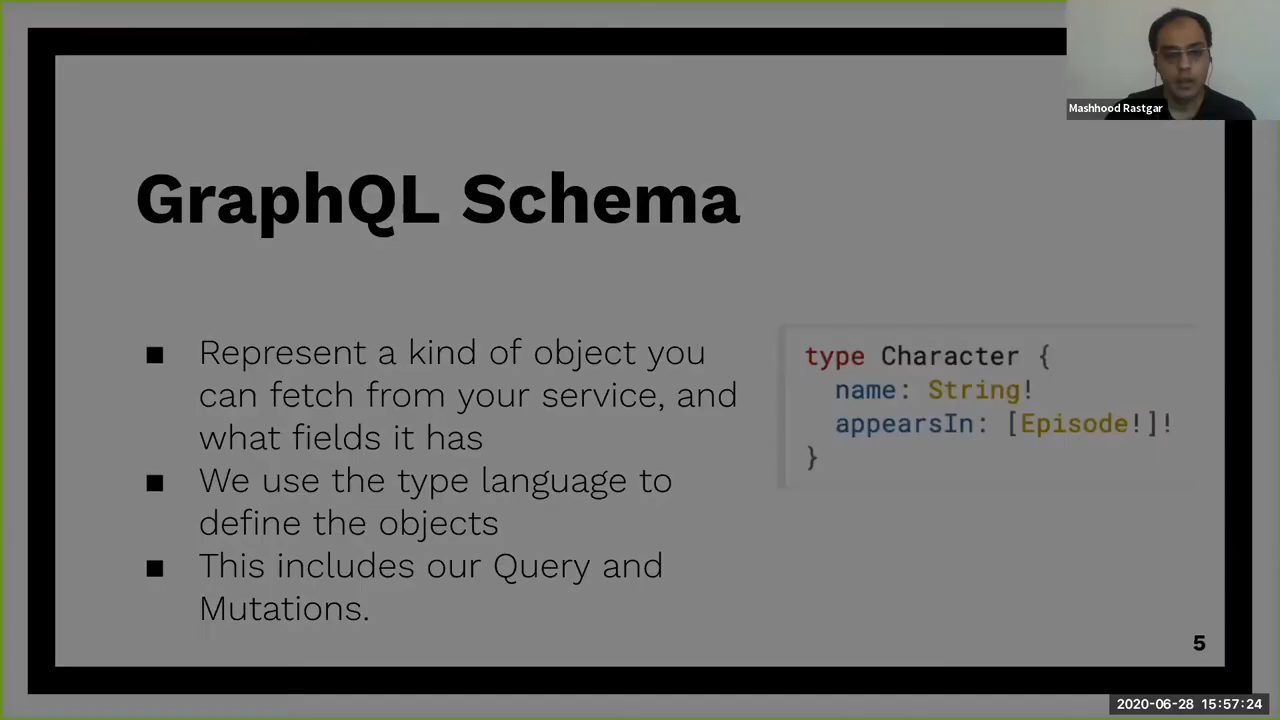 Mashhood Rastgar
GraphQL Schema
■ Represent a kind of object you
can fetch from your service, and
what fields it has
■ We use the type language to
define the objects
■ This includes our Query and
Mutations.
type Character {
name: String!
appearsIn: [Episode!]!
}
5
2020-06-28 15:57:24